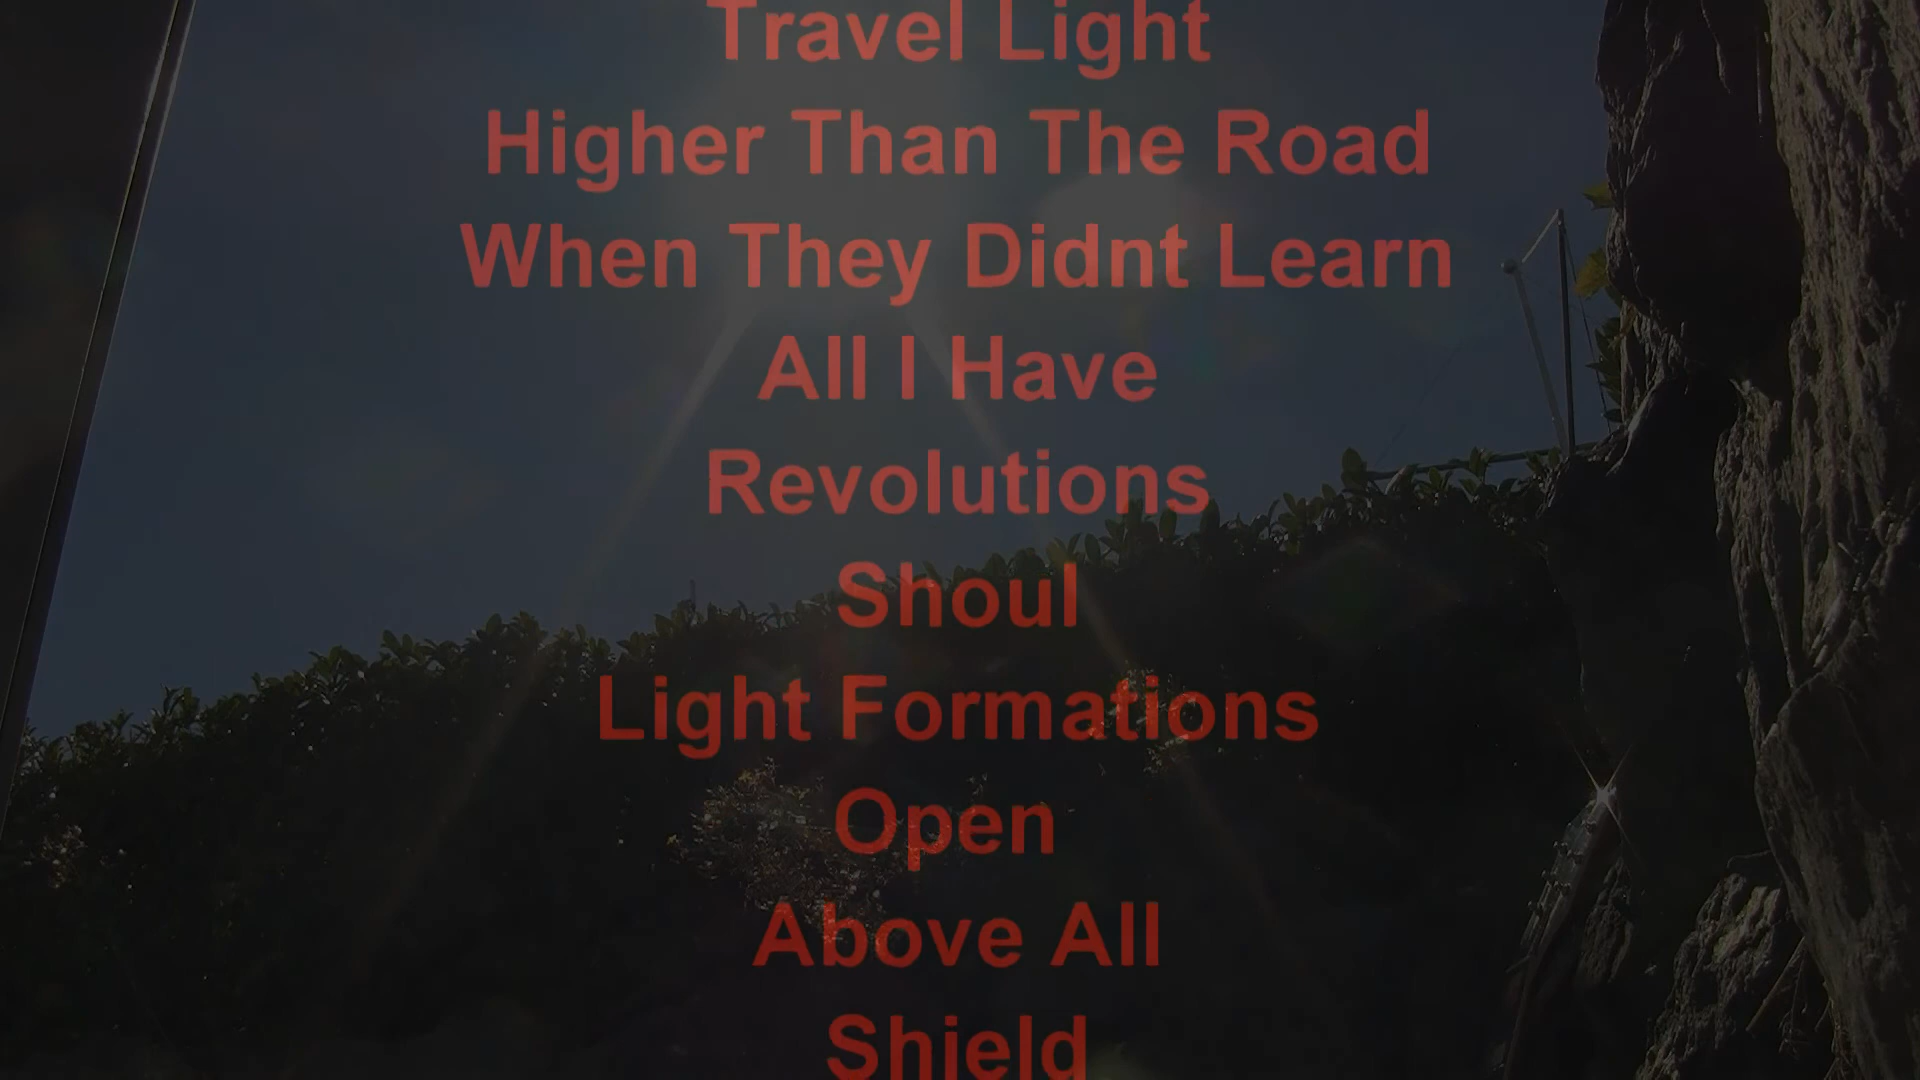 Travel Light
Higher Than The Road
When They Didnt Learn
All I Have
Revolutions
Shoul
Light Formations
Open
Above All
Shield